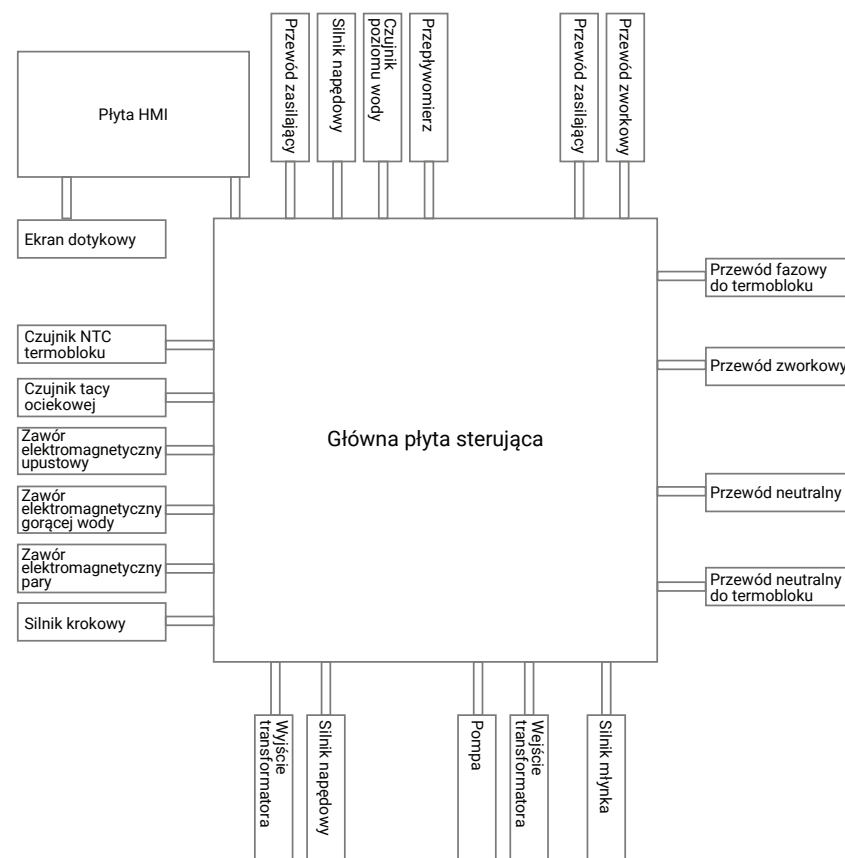 Płyta HMI
Przewód zasilający
Silnik napędowy
Czujnik
poziomu wody
Przepływomierz
Przewód zasilający
Przewód zworkowy
Ekran dotykowy
Czujnik NTC
termobloku
Czujnik tacy
ociekowej
Zawór
elektromagnetyczny
upustowy
Zawór
elektromagnetyczny
gorącej wody
Zawór
elektromagnetyczny
pary
Silnik krokowy
Główna płyta sterująca
Przewód fazowy
do termobloku
Przewód zworkowy
Przewód neutralny
Przewód neutralny
do termobloku
Wyjście
transformatora
Silnik napędowy
Pompa
Wejście
transformatora
Silnik młynka